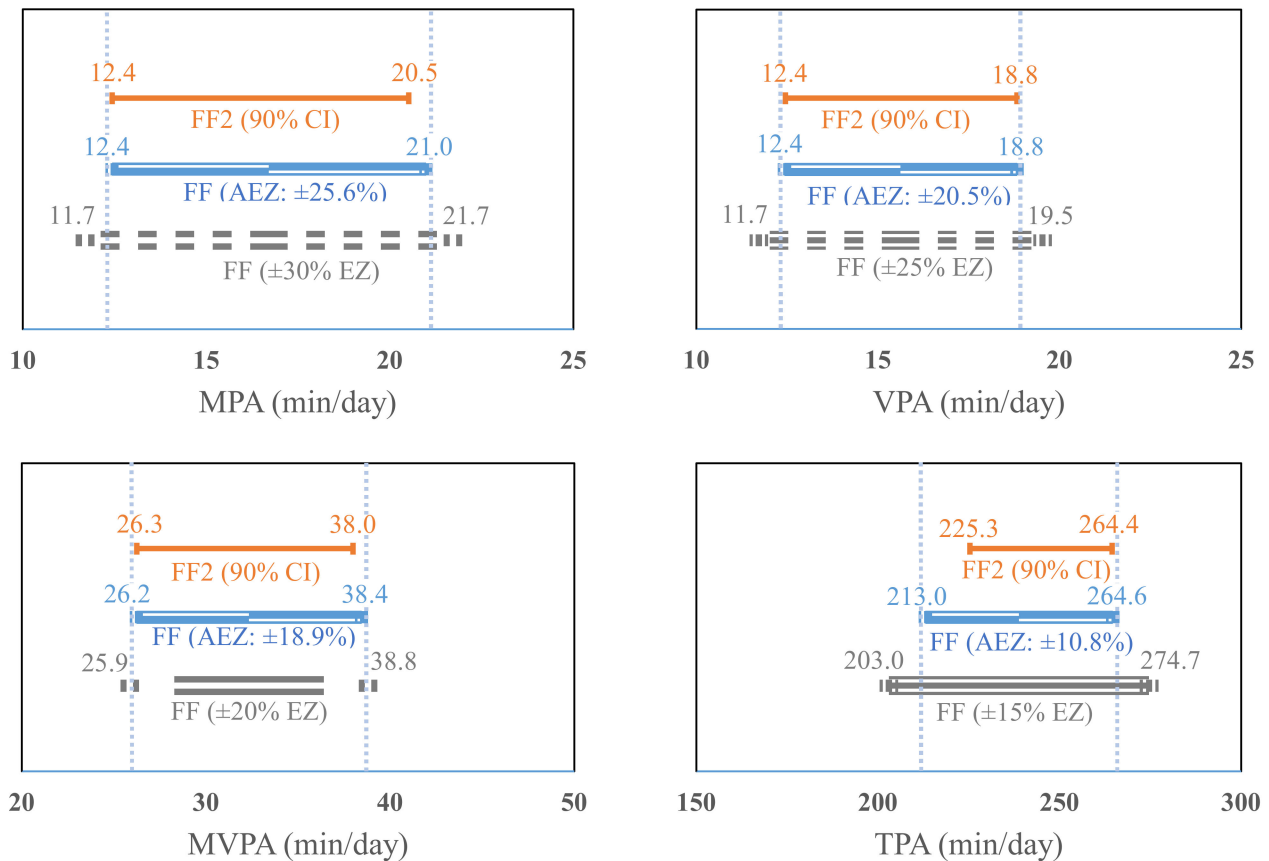 12.4 20.5
FF2 (90% CI)
12.4 21.0
FF (AEZ: ±25.6%)
11.7 21.7
FF (±30% EZ)
10 15 20 25
MPA (min/day)
12.4 18.8
FF2 (90% CI)
12.4 18.8
FF (AEZ: ±20.5%)
11.7 19.5
FF (±25% EZ)
10 15 20 25
VPA (min/day)
26.3 38.0
FF2 (90% CI)
26.2 38.4
FF (AEZ: ±18.9%)
25.9 38.8
FF (±20% EZ)
20 30 40 50
MVPA (min/day)
225.3 264.4
FF2 (90% CI)
213.0 264.6
FF (AEZ: ±10.8%)
203.0 274.7
FF (±15% EZ)
150 200 250 300
TPA (min/day)